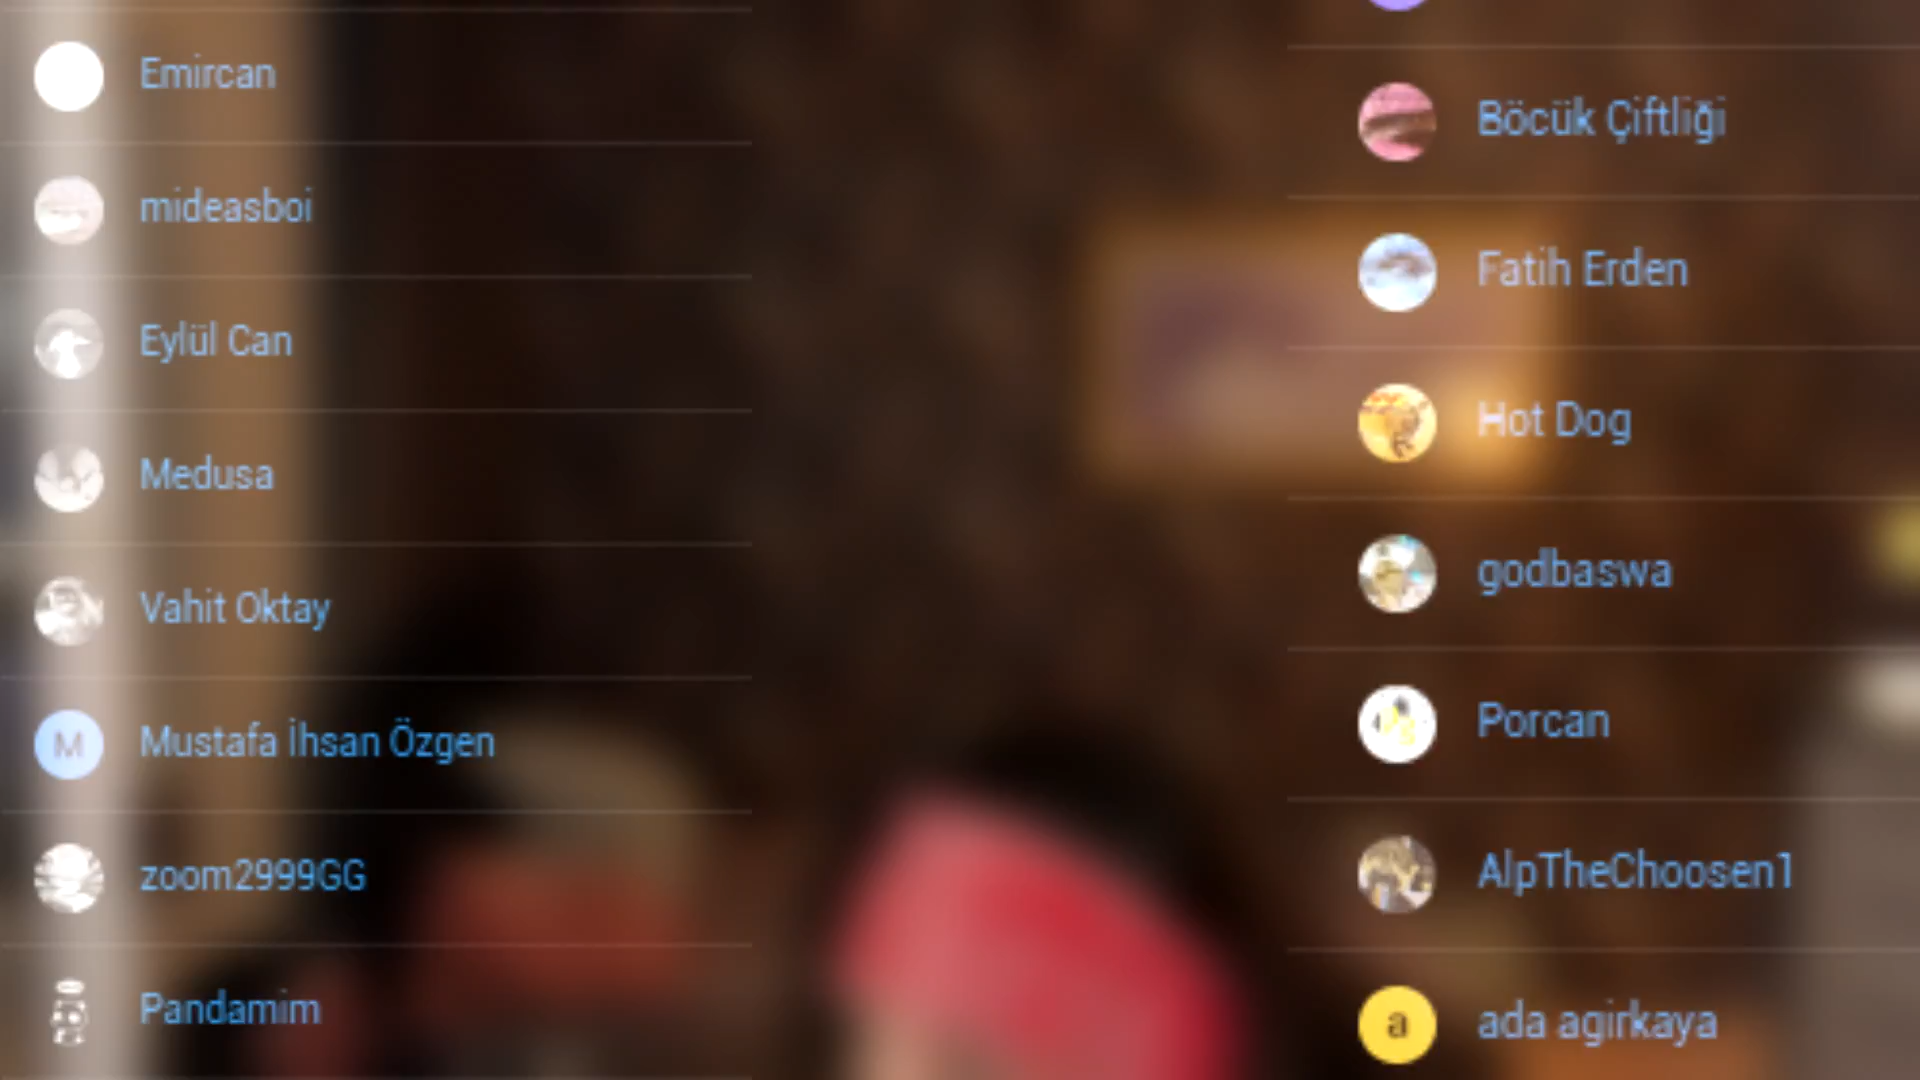 Emircan
mideasboi
Eylül Can
Medusa
Vahit Oktay
M
Mustafa İhsan Özgen
zoom2999GG
Pandamim
Böcük Çiftliği
Fatih Erden
Hot Dog
godbaswa
Porcan
AlpTheChoosen1
a
ada agirkaya